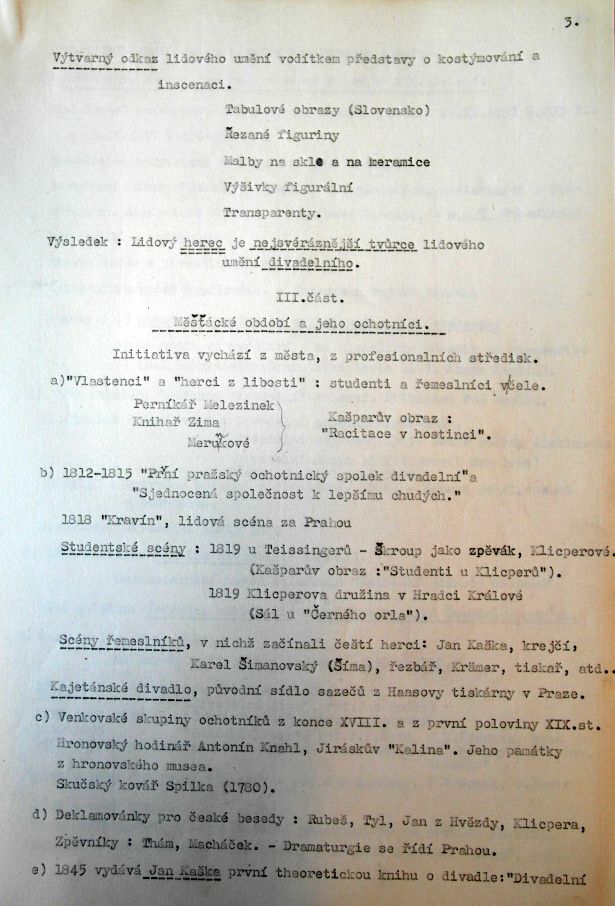 3.
Výtvarný odkaz lidového umění vodítkem představy o kostýmování a
inscenaci.
Tabulové obrazy (Slovensko)
Řezané figuriny
Malby na skle a na keramice
Výšivky figurální
Transparenty.
Výsledek : Lidový herec je nejsvéráznější tvůrce lidového
umění divadelního.
III.část.
Měšťácké období a jeho ochotníci.
Initiativa vychází z města, z profesionalních středisk.
a)"Vlastenci" a "herci z libosti" : studenti a řemeslníci včele.
Perníkář Melezinek
Knihař Zima
Merukové
Kašparův obraz :
"Racitace v hostinci".
b) 1812-1815 "Prřní pražský ochotnický spolek divadelní"a
"Sjednocená společnost k lepšímu chudých."
1818 "Kravín", lidová scéna za Prahou
Studentské scény : 1819 u Teissingerů - Škroup jako zpěvák, Klicperové.
(Kašparův obraz :"Studenti u Klicperů").
1819 Klicperova družina v Hradci Králové
(Sál u "Černého orla").
Scény řemeslníků, v nichž začínali čeští herci: Jan Kaška, krejčí,
Karel Šimanovský (Šíma), řezbář, Krämer, tiskař, atd..
Kajetánské divadlo, původní sídlo sazečů z Haasovy tiskárny v Praze.
c) Venkovské skupiny ochotníků z konce XVIII. a z první poloviny XIX.st.
Hronovský hodinář Antonín Knahl, Jiráskův "Kalina". Jeho památky
z hronovského musea.
Skučský kovář Spilka (1780).
d) Deklamovánky pro české besedy : Rubeš, Tyl, Jan z Hvězdy, Klicpera,
Zpěvníky : Thám, Macháček. - Dramaturgie se řídí Prahou.
e) 1845 vydává Jan Kaška první theoretickou knihu o divadle:"Divadelní